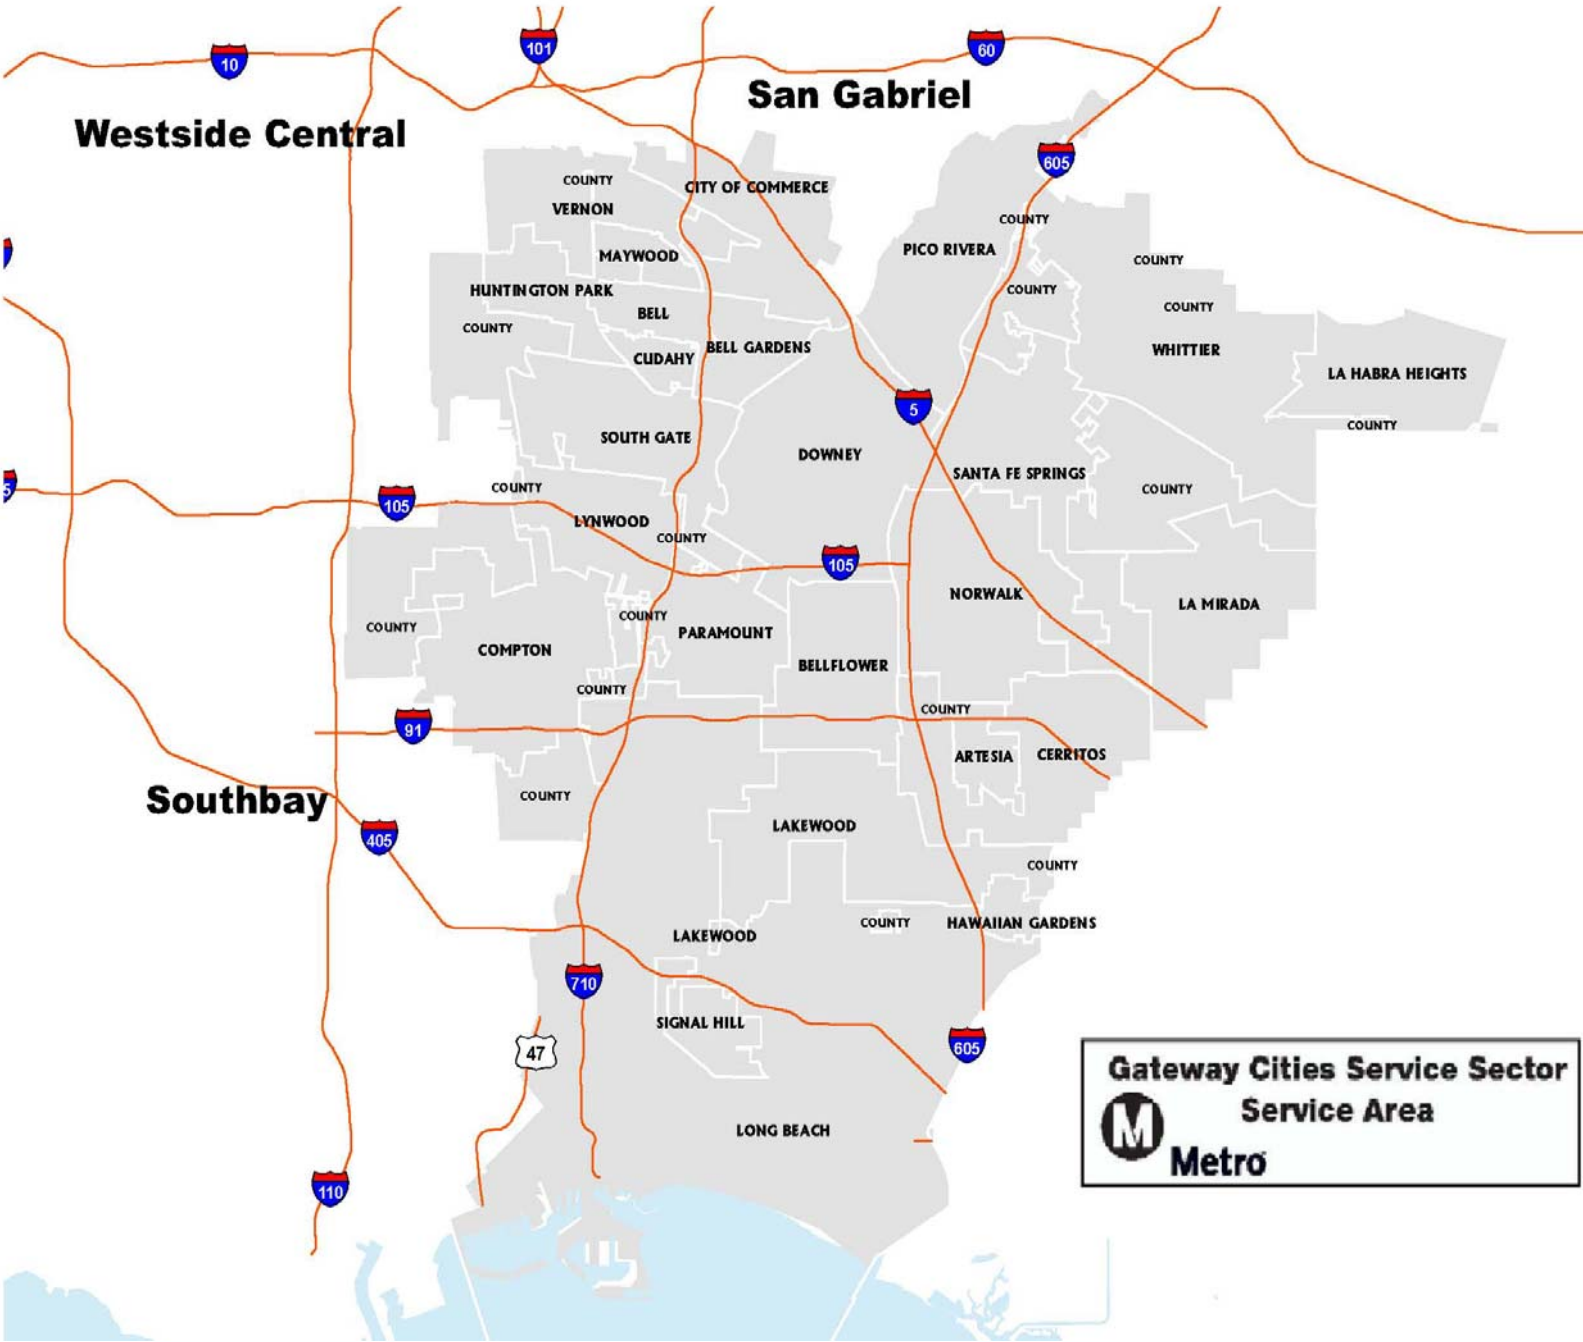 101
60
10
San Gabriel
Westside Central
605
COUNTY
CITY OF COMMERCE
VERNON
COUNTY
PICO RIVERA
MAYWOOD
COUNTY
HUNTINGTON PARK
COUNTY
COUNTY
BELL
COUNTY
BELL GARDENS
WHITTIER
CUDAHY
LA HABRA HEIGHTS
5
COUNTY
SOUTH GATE
DOWNEY
SANTA FE SPRINGS
5
COUNTY
COUNTY
105
LYNWOOD
COUNTY
105
NORWALK
LA MIRADA
COUNTY
COUNTY
PARAMOUNT
COMPTON
BELLFLOWER
COUNTY
COUNTY
91
ARTESIA
CERRITOS
COUNTY
Southbay
LAKEWOOD
405
COUNTY
COUNTY
HAWAIIAN GARDENS
LAKEWOOD
710
SIGNAL HILL
605
47
Gateway Cities Service Sector
Service Area
M
Metro
LONG BEACH
110